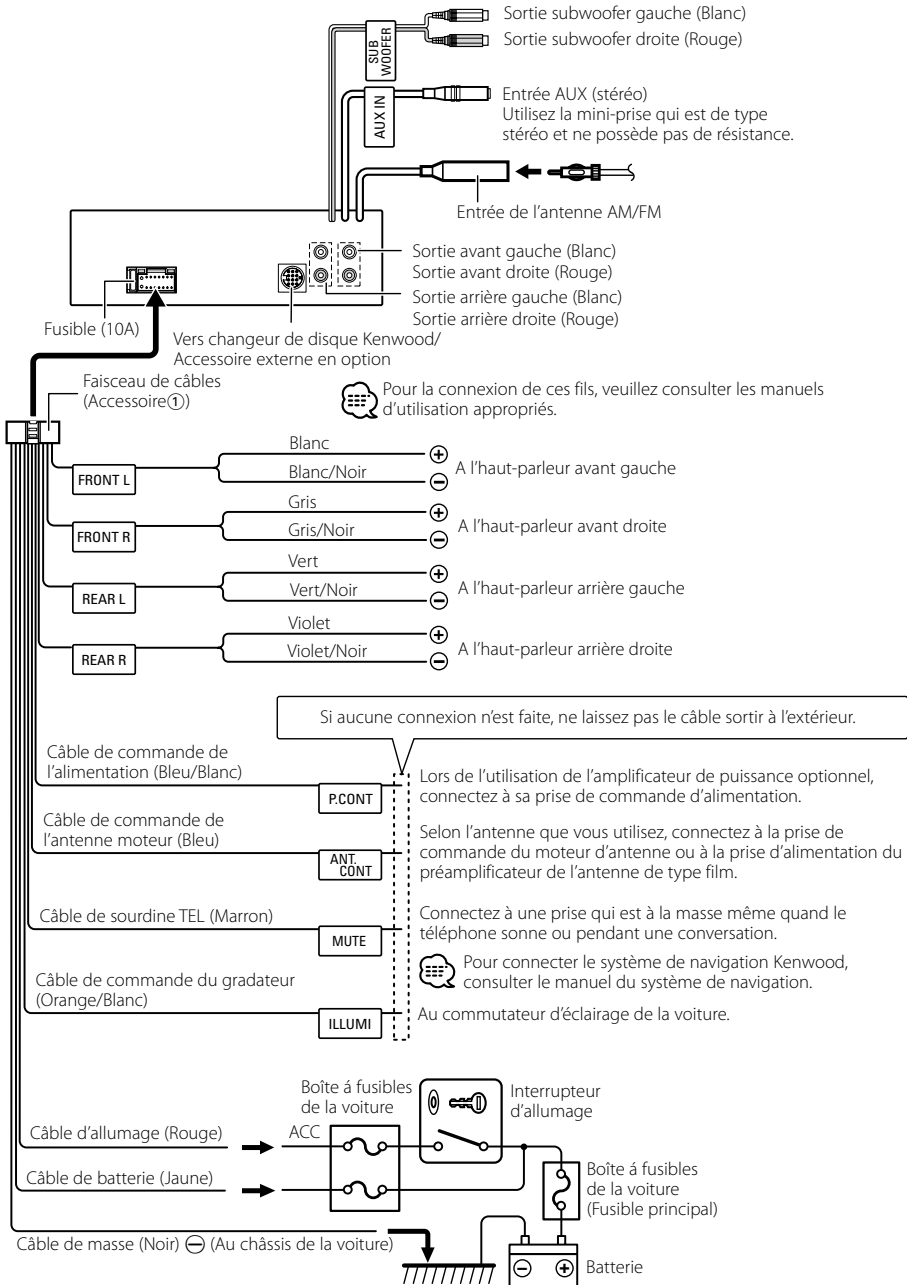 Sortie subwoofer gauche (Blanc)
Sortie subwoofer droite (Rouge)
SUB
WOOFER
AUX IN
Entrée AUX (stéréo)
Utilisez la mini-prise qui est de type
stéréo et ne possède pas de résistance.
Entrée de l'antenne AM/FM
Sortie avant gauche (Blanc)
Sortie avant droite (Rouge)
Sortie arrière gauche (Blanc)
Sortie arrière droite (Rouge)
Fusible (10A)
Vers changeur de disque Kenwood/
Accessoire externe en option
Faisceau de câbles
(Accessoire①)
Pour la connexion de ces fils, veuillez consulter les manuels
d'utilisation appropriés.
FRONT L
Blanc
Blanc/Noir
⊕
⊖
A l'haut-parleur avant gauche
FRONT R
Gris
Gris/Noir
⊕
⊖
A l'haut-parleur avant droite
REAR L
Vert
Vert/Noir
⊕
⊖
A l'haut-parleur arrière gauche
REAR R
Violet
Violet/Noir
⊕
⊖
A l'haut-parleur arrière droite
Si aucune connexion n'est faite, ne laissez pas le câble sortir à l'extérieur.
Câble de commande de
l'alimentation (Bleu/Blanc)
P.CONT
Lors de l'utilisation de l'amplificateur de puissance optionnel,
connectez à sa prise de commande d'alimentation.
Câble de commande de
l'antenne moteur (Bleu)
ANT.
CONT
Selon l'antenne que vous utilisez, connectez à la prise de
commande du moteur d'antenne ou à la prise d'alimentation du
préamplificateur de l'antenne de type film.
Câble de sourdine TEL (Marron)
MUTE
Connectez à une prise qui est à la masse même quand le
téléphone sonne ou pendant une conversation.
Pour connecter le système de navigation Kenwood,
consulter le manuel du système de navigation.
Câble de commande du gradateur
(Orange/Blanc)
ILLUMI
Au commutateur d'éclairage de la voiture.
Boîte á fusibles
de la voiture
Interrupteur
d'allumage
Câble d'allumage (Rouge)
ACC
Câble de batterie (Jaune)
Boîte á fusibles
de la voiture
(Fusible principal)
Câble de masse (Noir) ⊖ (Au châsis de la voiture)
⊖
⊕
Batterie